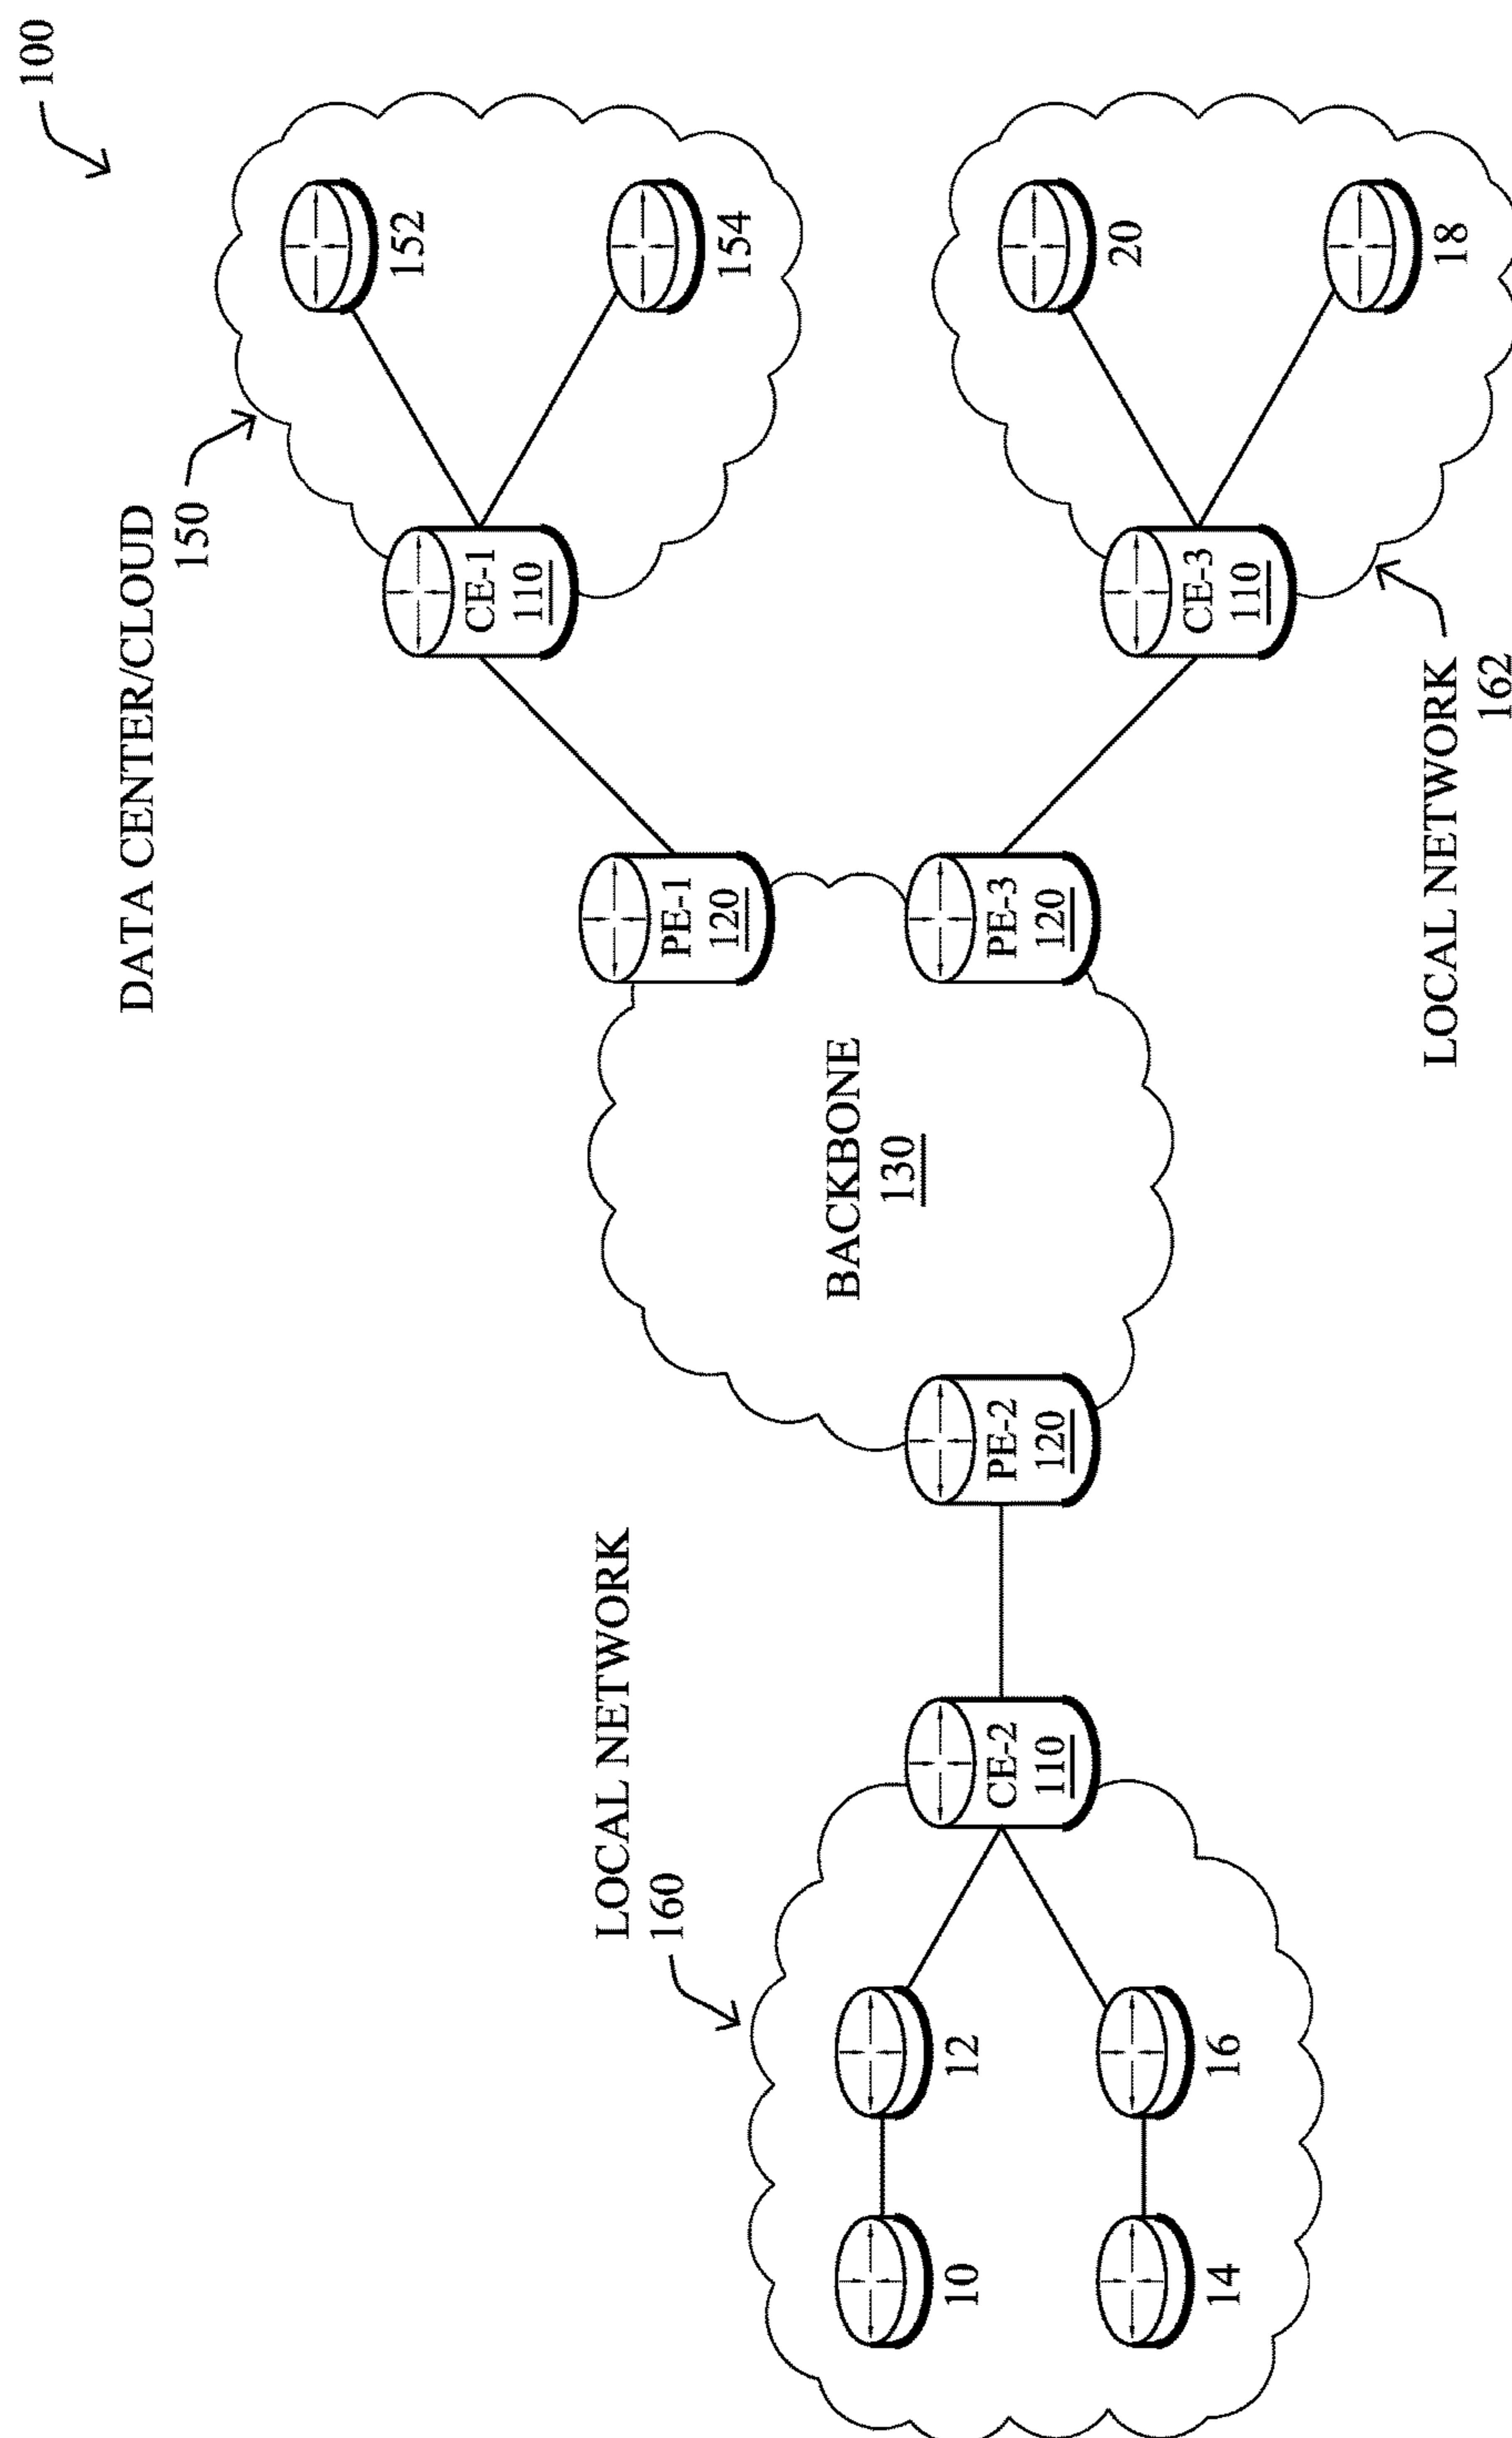 100
DATA CENTER/CLOUD
150
152
154
CE-1
110
PE-1
120
LOCAL NETWORK
160
BACKBONE
130
10
12
CE-2
110
PE-2
120
PE-3
120
14
16
CE-3
110
20
18
LOCAL NETWORK
162